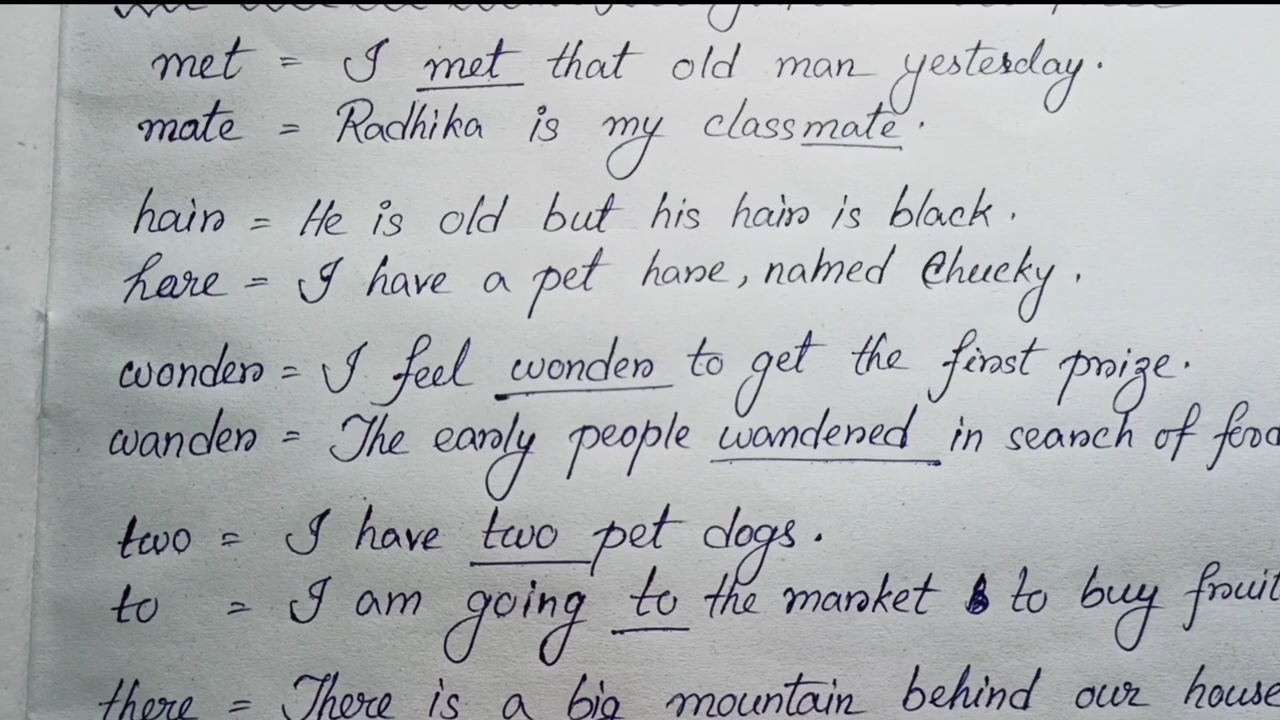 met = I met that old man yesterday.
mate = Radhika is my classmate.
hair = He is old but his hair is black.
hare = I have a pet hare, named Chucky.
wonder = I feel wonder to get the first prize.
wander = The early people wandered in search of food
two = I have two pet dogs.
to = I am going to the market to buy fruit
there = There is a big mountain behind our house